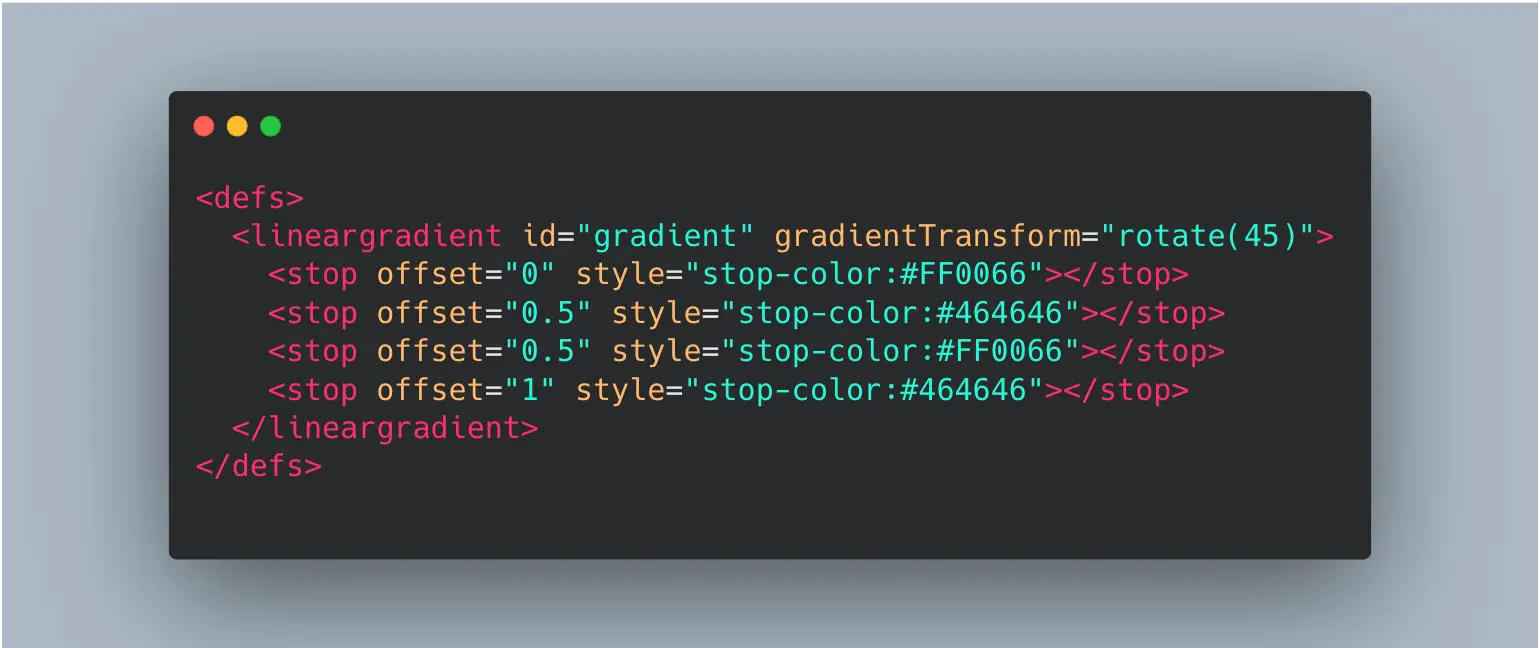 <defs>
  <lineargradient id="gradient" gradientTransform="rotate(45)">
    <stop offset="0" style="stop-color:#FF0066"></stop>
    <stop offset="0.5" style="stop-color:#464646"></stop>
    <stop offset="0.5" style="stop-color:#FF0066"></stop>
    <stop offset="1" style="stop-color:#464646"></stop>
  </lineargradient>
</defs>